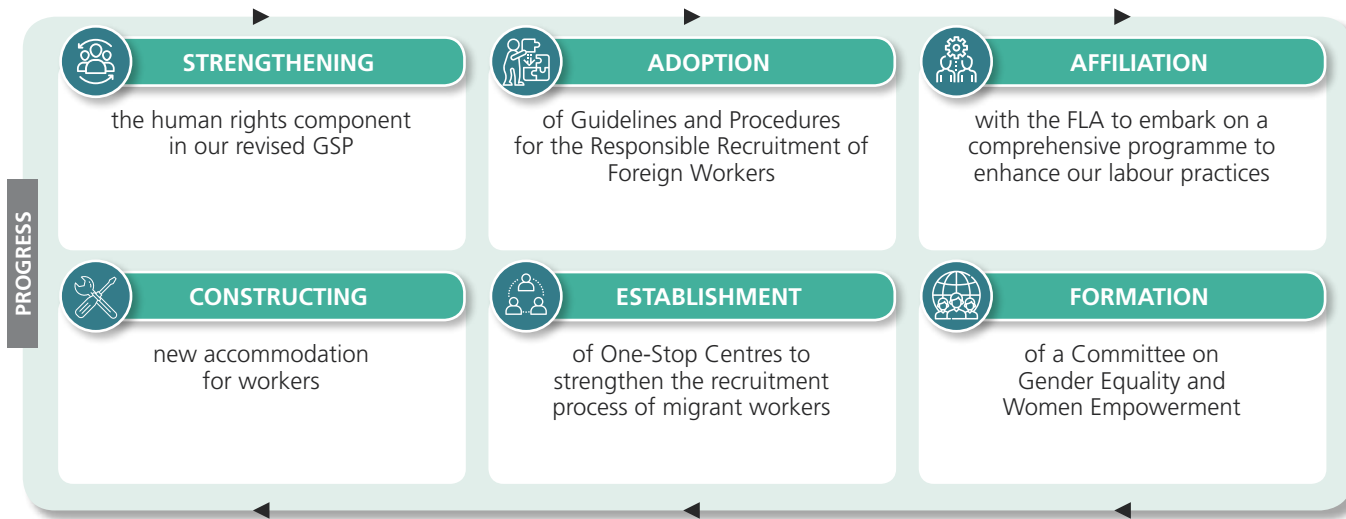 PROGRESS
STRENGTHENING
the human rights component
in our revised GSP
ADOPTION
of Guidelines and Procedures
for the Responsible Recruitment of
Foreign Workers
AFFILIATION
with the FLA to embark on a
comprehensive programme to
enhance our labour practices
CONSTRUCTING
new accommodation
for workers
ESTABLISHMENT
of One-Stop Centres to
strengthen the recruitment
process of migrant workers
FORMATION
of a Committee on
Gender Equality and
Women Empowerment